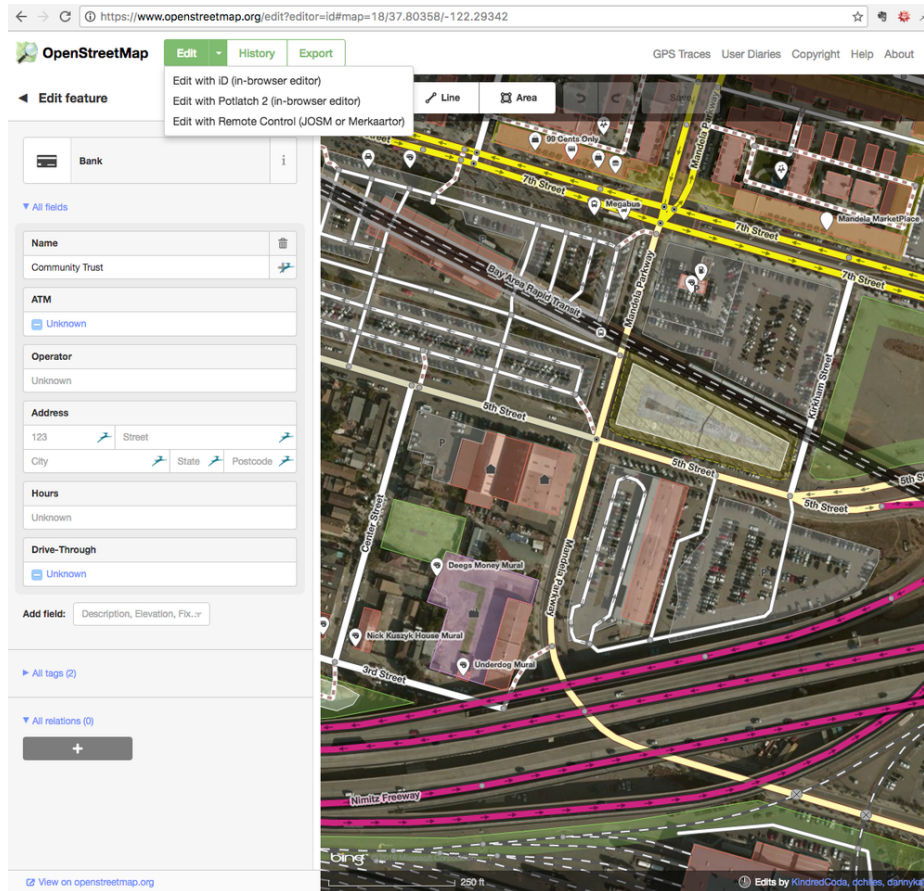 https://www.openstreetmap.org/edit?editor=id#map=18/37.80358/-122.29342
OpenStreetMap
Edit
History
Export
GPS Traces
User Diaries
Copyright
Help
About
Edit with iD (in-browser editor)
Edit with Potlatch 2 (in-browser editor)
Edit with Remote Control (JOSM or Merkaartor)
Edit feature
Line
Area
Save
Bank
i
All fields
Name
Community Trust
ATM
Unknown
Operator
Unknown
Address
123
Street
City
State
Postcode
Hours
Unknown
Drive-Through
Unknown
Add field:
Description, Elevation, Fix...
All tags (2)
All relations (0)
+
View on openstreetmap.org
Street
99 Cents Only
7th Street
Mandela Parkway
Megabus
7th Street
Mandela MarketPlace
7th Street
P
Bay Area Rapid Transit
Mandela Parkway
P
Kirkham Street
5th Street
P
5th Street
5th S
5th Street
P
Center Street
Mandela Parkway
Deegs Money Mural
Nick Kuszyk House Mural
Underdog Mural
3rd Street
Nimitz Freeway
bing
250 ft
Edits by KindredCoda, dchiles, dannyka